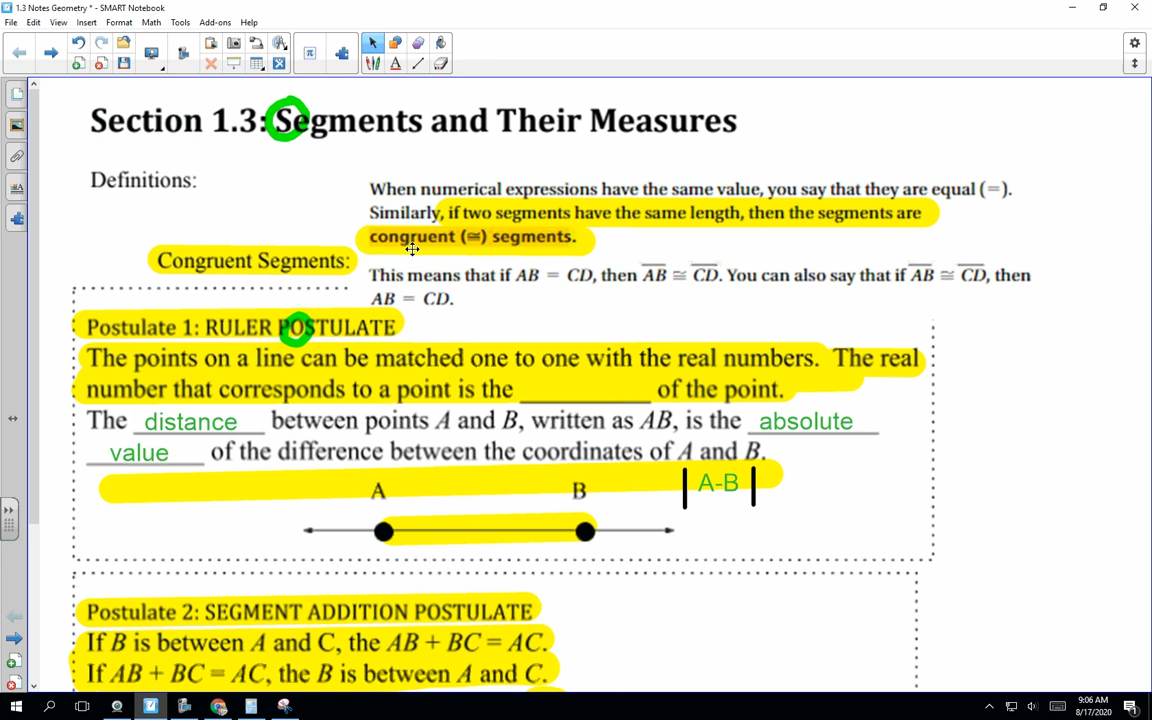 1.3 Notes Geometry * - SMART Notebook
File Edit View Insert Format Math Tools Add-ons Help
Section 1.3: Segments and Their Measures
Definitions:
When numerical expressions have the same value, you say that they are equal (=).
Similarly, if two segments have the same length, then the segments are
congruent (≅) segments.
Congruent Segments:
This means that if AB = CD, then A̅B̅ ≅ C̅D̅. You can also say that if A̅B̅ ≅ C̅D̅, then
AB = CD.
Postulate 1: RULER POSTULATE
The points on a line can be matched one to one with the real numbers. The real
number that corresponds to a point is the ____________ of the point.
The distance between points A and B, written as AB, is the absolute
value of the difference between the coordinates of A and B.
|A-B|
A B
Postulate 2: SEGMENT ADDITION POSTULATE
If B is between A and C, the AB + BC = AC.
If AB + BC = AC, the B is between A and C.
9:06 AM
8/17/2020